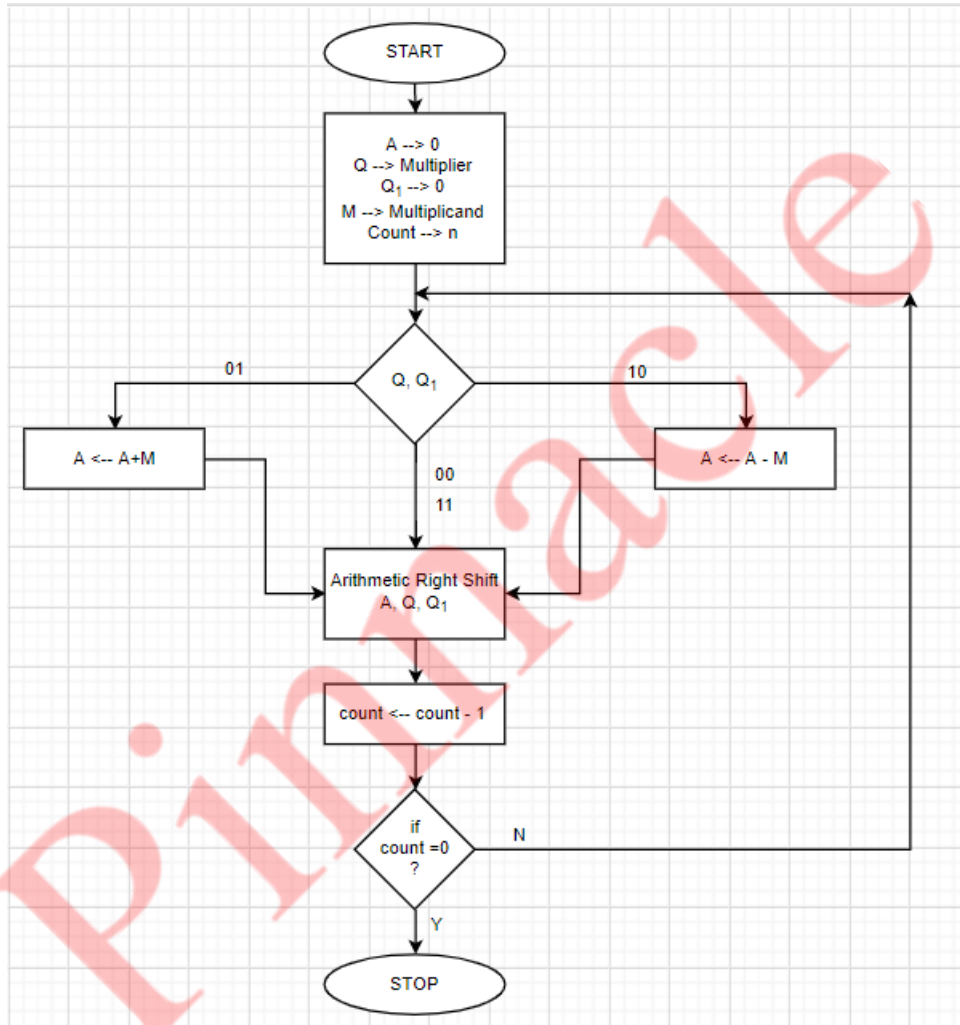 START
A --> 0
Q --> Multiplier
Q₁ --> 0
M --> Multiplicand
Count --> n
01
Q, Q₁
10
A <-- A+M
00
11
A <-- A - M
Arithmetic Right Shift
A, Q, Q₁
count <-- count - 1
if
count =0
?
N
Y
STOP
Pinnacle